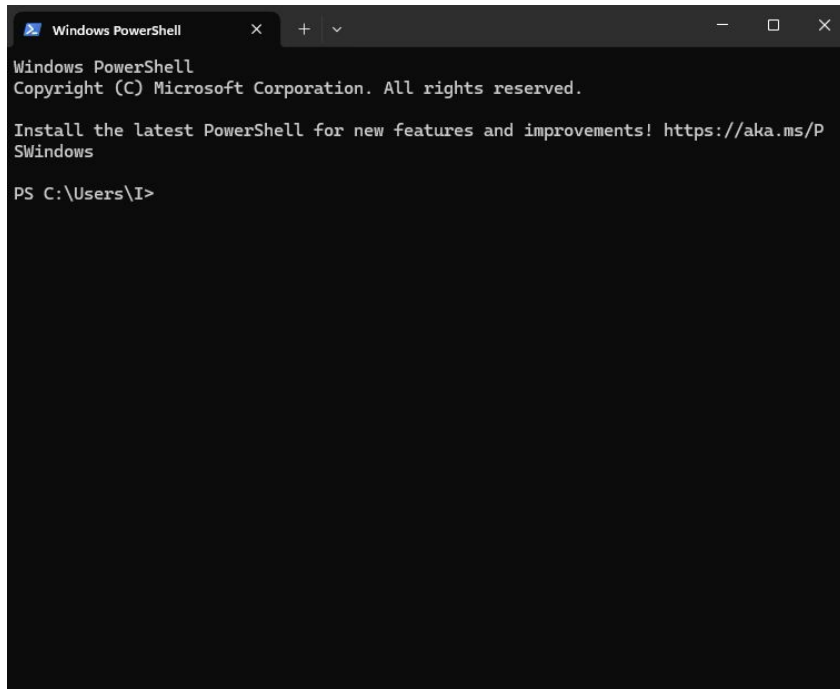 Windows PowerShell
Windows PowerShell
Copyright (C) Microsoft Corporation. All rights reserved.
Install the latest PowerShell for new features and improvements! https://aka.ms/P
SWindows
PS C:\Users\I>